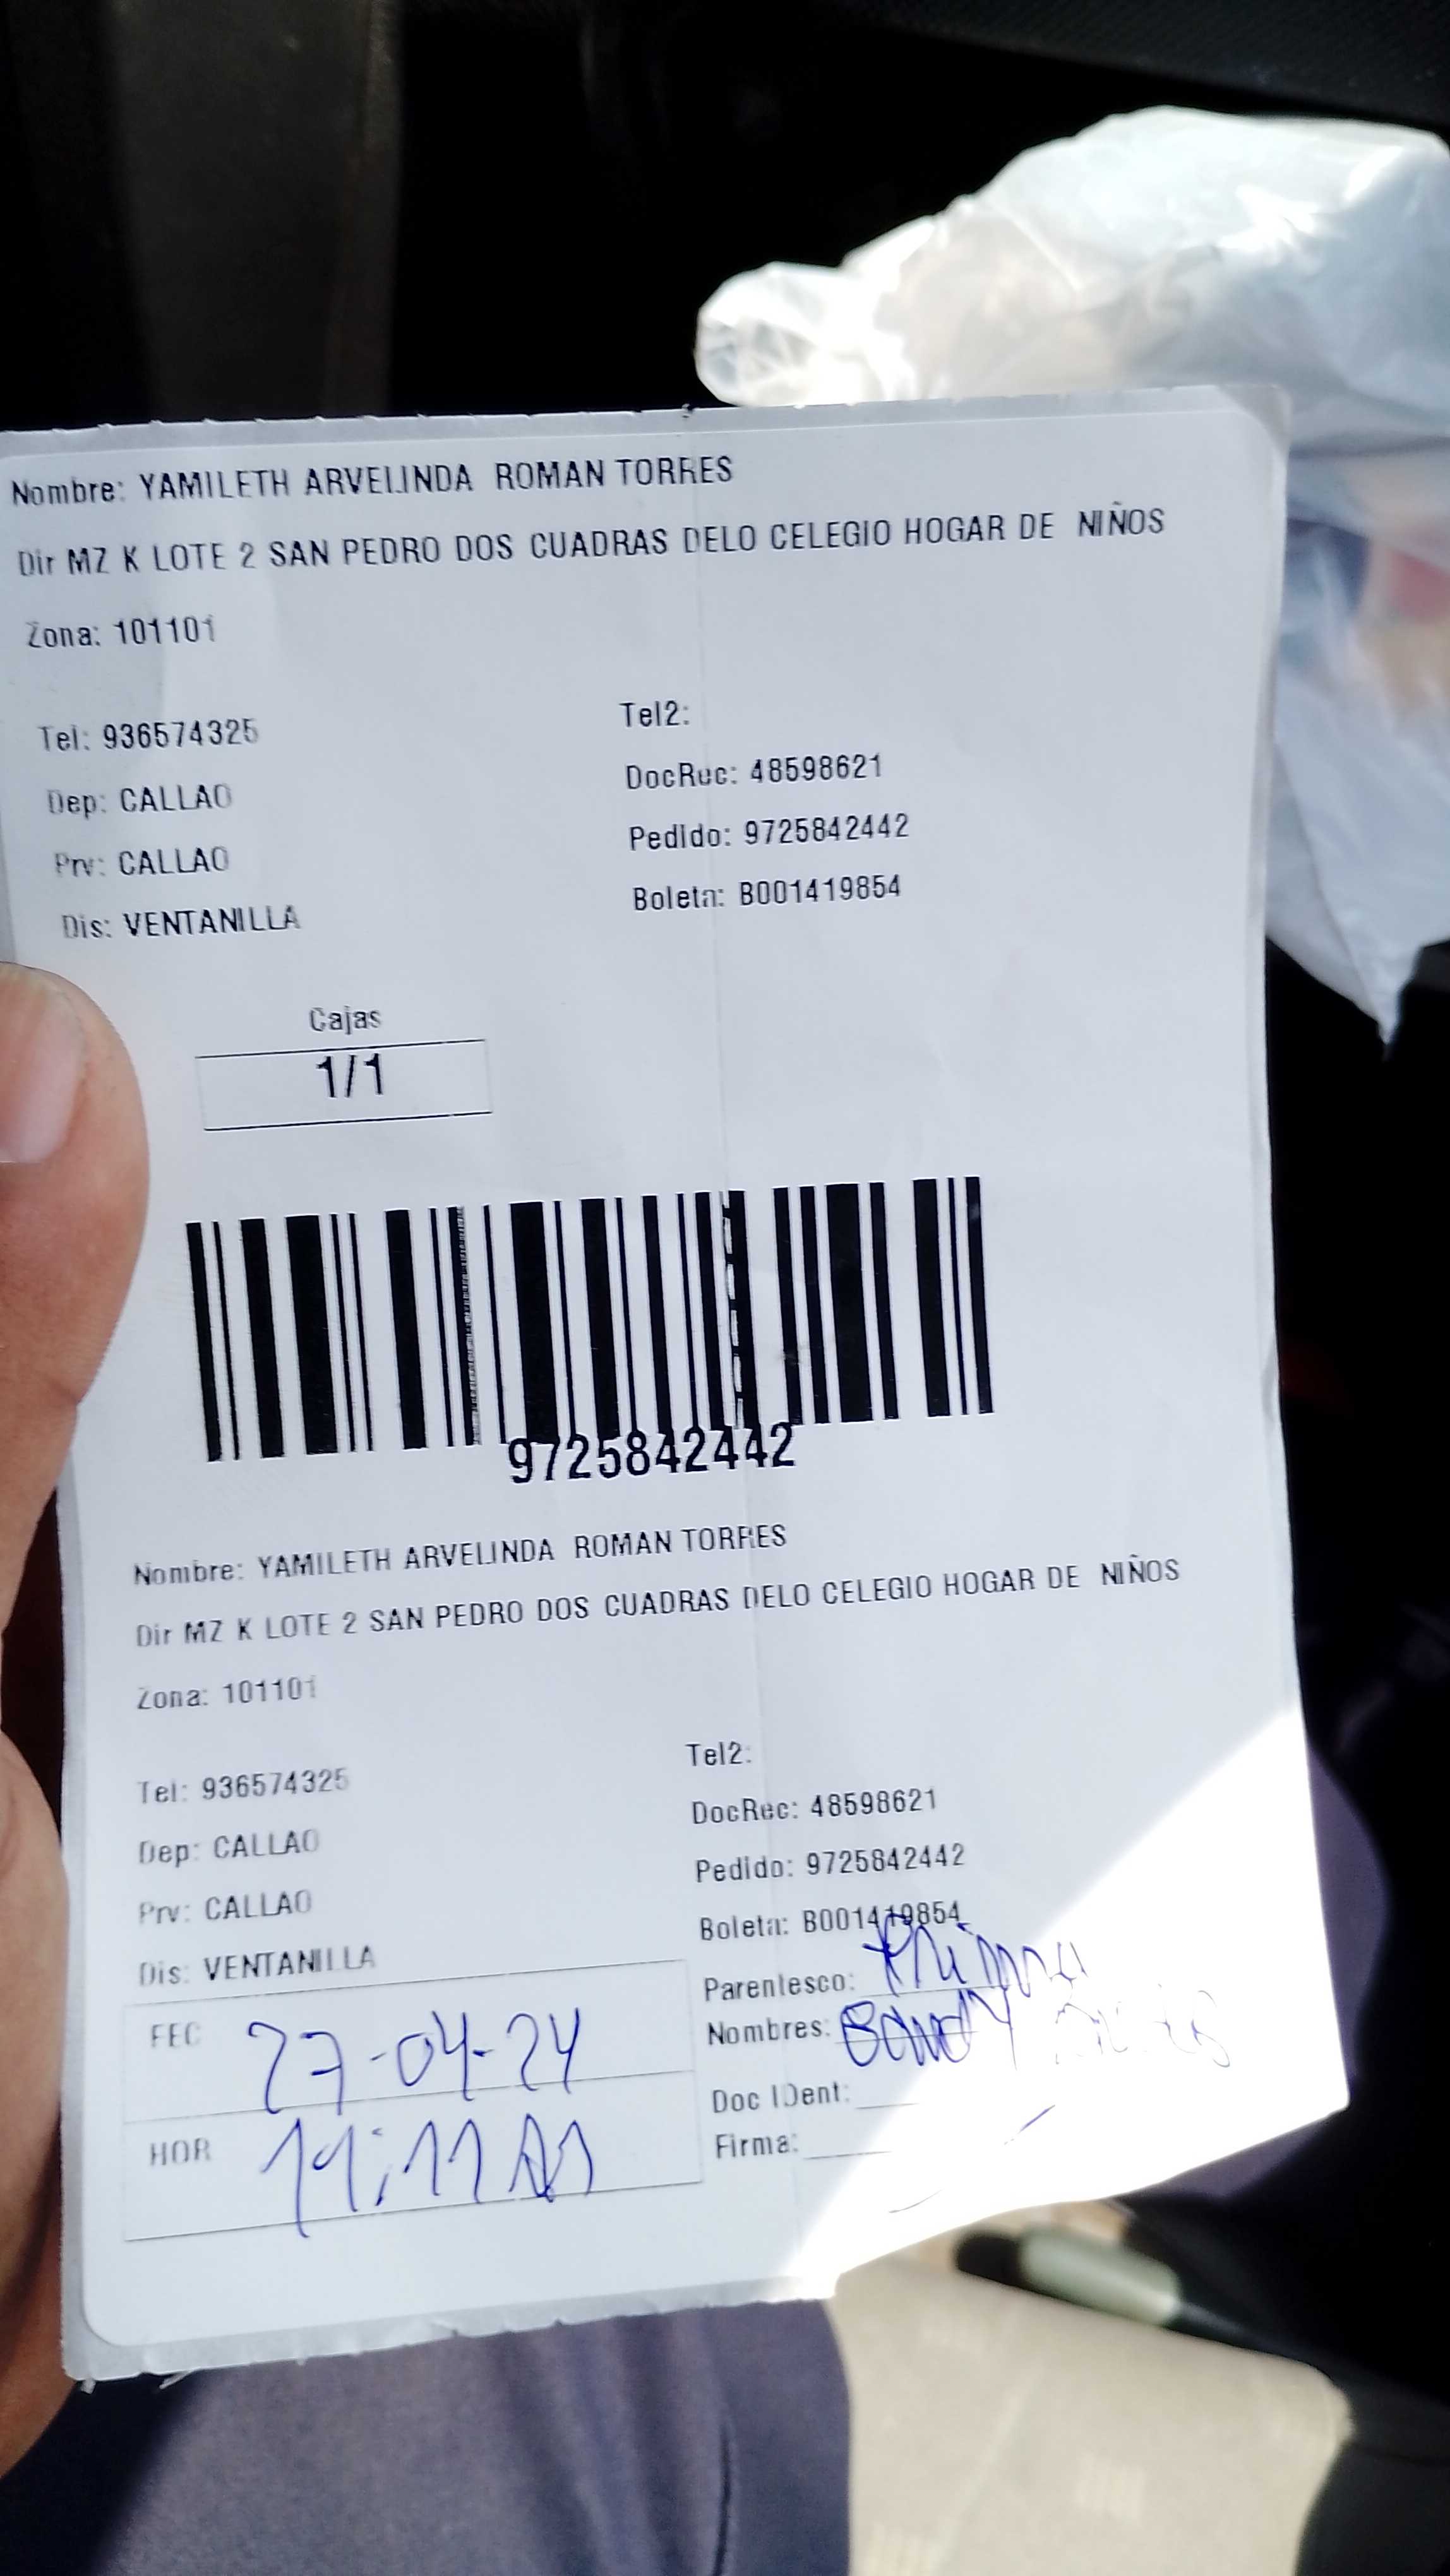 Nombre: YAMILETH ARVELINDA ROMAN TORRES
Dir MZ K LOTE 2 SAN PEDRO DOS CUADRAS DELO CELEGIO HOGAR DE NIÑOS
Zona: 101101
Tel: 936574325
Tel2:
Dep: CALLAO
DocRec: 48598621
Prv: CALLAO
Pedido: 9725842442
Dis: VENTANILLA
Boleta: B001419854
Cajas
1/1
9725842442
Nombre: YAMILETH ARVELINDA ROMAN TORRES
Dir MZ K LOTE 2 SAN PEDRO DOS CUADRAS DELO CELEGIO HOGAR DE NIÑOS
Zona: 101101
Tel: 936574325
Tel2:
Dep: CALLAO
DocRec: 48598621
Prv: CALLAO
Pedido: 9725842442
Dis: VENTANILLA
Boleta: B001419854
Parentesco: Prima
FEC 27-04-24
Nombres:
Doc IDent:
HOR 11:11 AM
Firma: